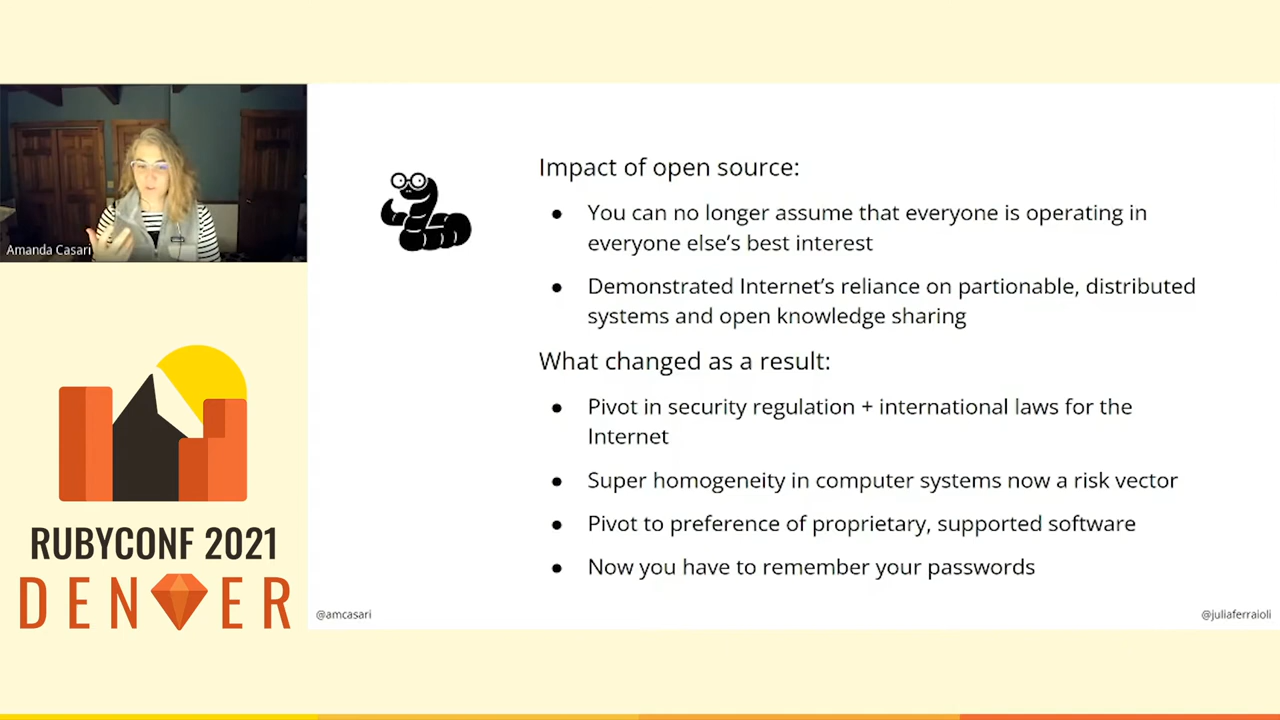 Amanda Casari
RUBYCONF 2021
DENVER
Impact of open source:
● You can no longer assume that everyone is operating in
everyone else's best interest
● Demonstrated Internet's reliance on partionable, distributed
systems and open knowledge sharing
What changed as a result:
● Pivot in security regulation + international laws for the
Internet
● Super homogeneity in computer systems now a risk vector
● Pivot to preference of proprietary, supported software
● Now you have to remember your passwords
@amcasari
@juliaferraioli